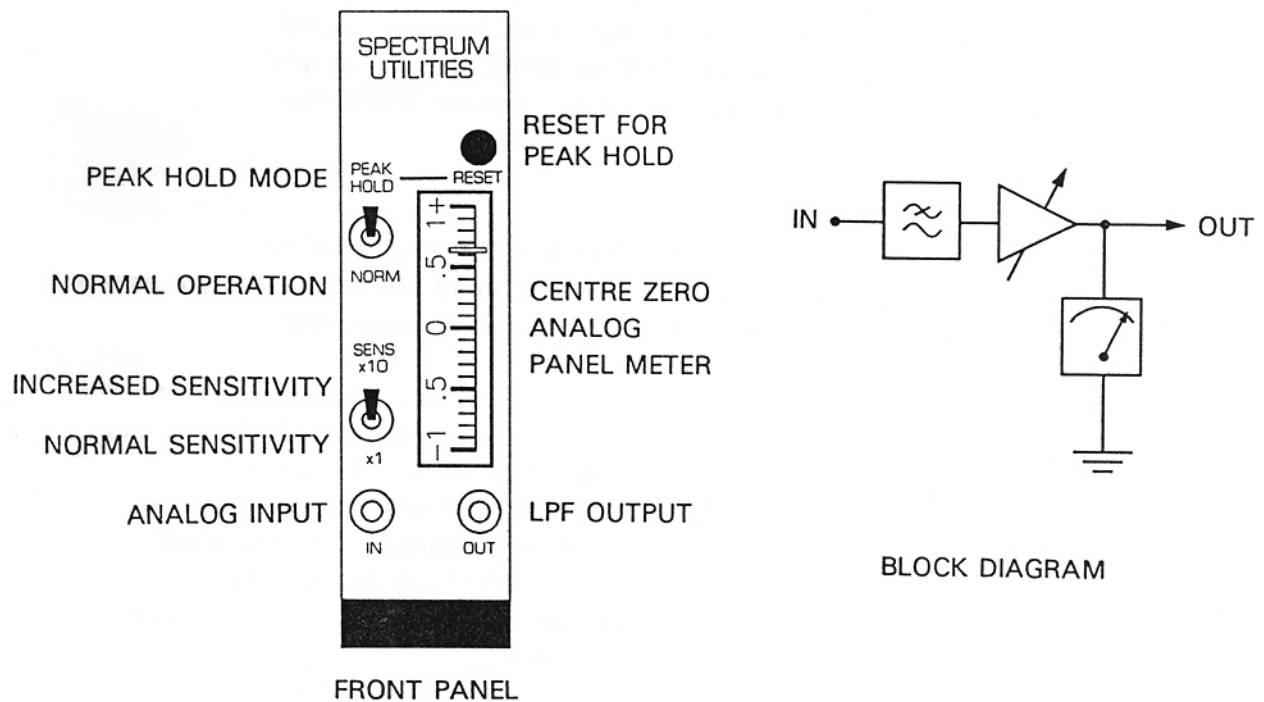 SPECTRUM
UTILITIES
RESET FOR
PEAK HOLD
PEAK HOLD MODE
PEAK
HOLD
RESET
NORMAL OPERATION
NORM
1+
.5
0
.5
−1
CENTRE ZERO
ANALOG
PANEL METER
SENS
x10
INCREASED SENSITIVITY
NORMAL SENSITIVITY
x1
ANALOG INPUT
IN
OUT
LPF OUTPUT
FRONT PANEL
IN
OUT
BLOCK DIAGRAM